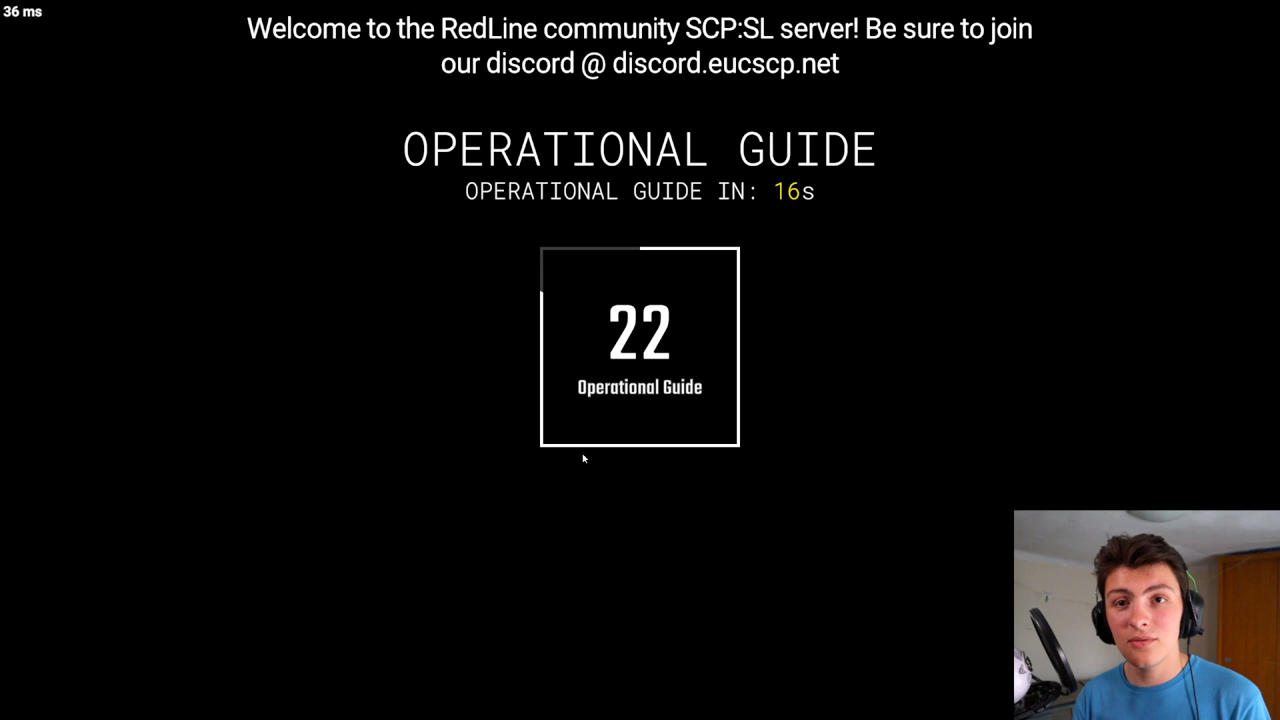 36 ms
Welcome to the RedLine community SCP:SL server! Be sure to join
our discord @ discord.eucscp.net
OPERATIONAL GUIDE
OPERATIONAL GUIDE IN: 16s
22
Operational Guide